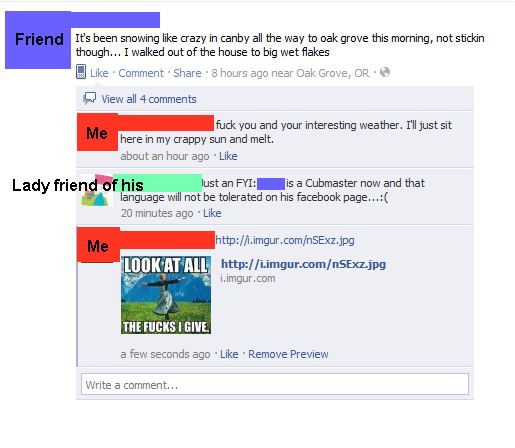 Friend
It's been snowing like crazy in canby all the way to oak grove this morning, not stickin
though... I walked out of the house to big wet flakes
Like · Comment · Share · 8 hours ago near Oak Grove, OR ·
View all 4 comments
Me
fuck you and your interesting weather. I'll just sit
here in my crappy sun and melt.
about an hour ago · Like
Lady friend of his
Just an FYI: is a Cubmaster now and that
language will not be tolerated on his facebook page...:(
20 minutes ago · Like
Me
http://i.imgur.com/nSExz.jpg
http://i.imgur.com/nSExz.jpg
i.imgur.com
LOOK AT ALL
THE FUCKS I GIVE.
a few seconds ago · Like · Remove Preview
Write a comment...